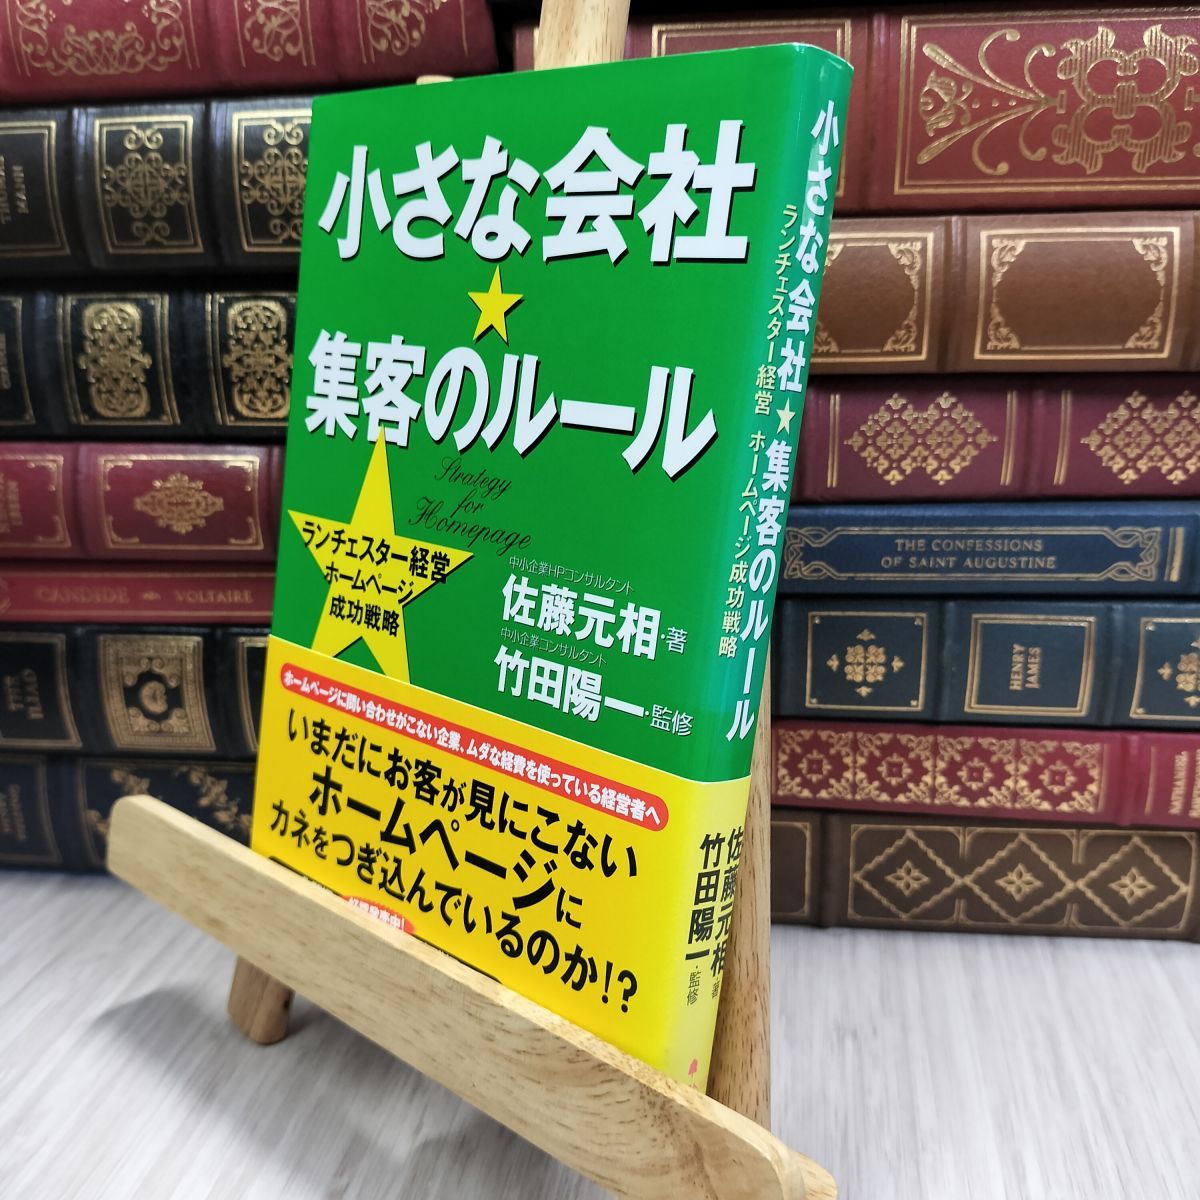 小さな会社
★
集客のルール
Strategy
for
Homepage
ランチェスター経営
ホームページ
成功戦略
中小企業HPコンサルタント
佐藤元相・著
中小企業コンサルタント
竹田陽一・監修
ホームページに問い合わせがこない企業、ムダな経費を使っている経営者へ
いまだにお客が見にこない
ホームページに
カネをつぎ込んでいるのか!?
小さな会社★集客のルール
ランチェスター経営 ホームページ成功戦略
佐藤元相・著
竹田陽一・監修
THE CONFESSIONS
OF SAINT AUGUSTINE
HENRY
JAMES
CANDIDE
VOLTAIRE